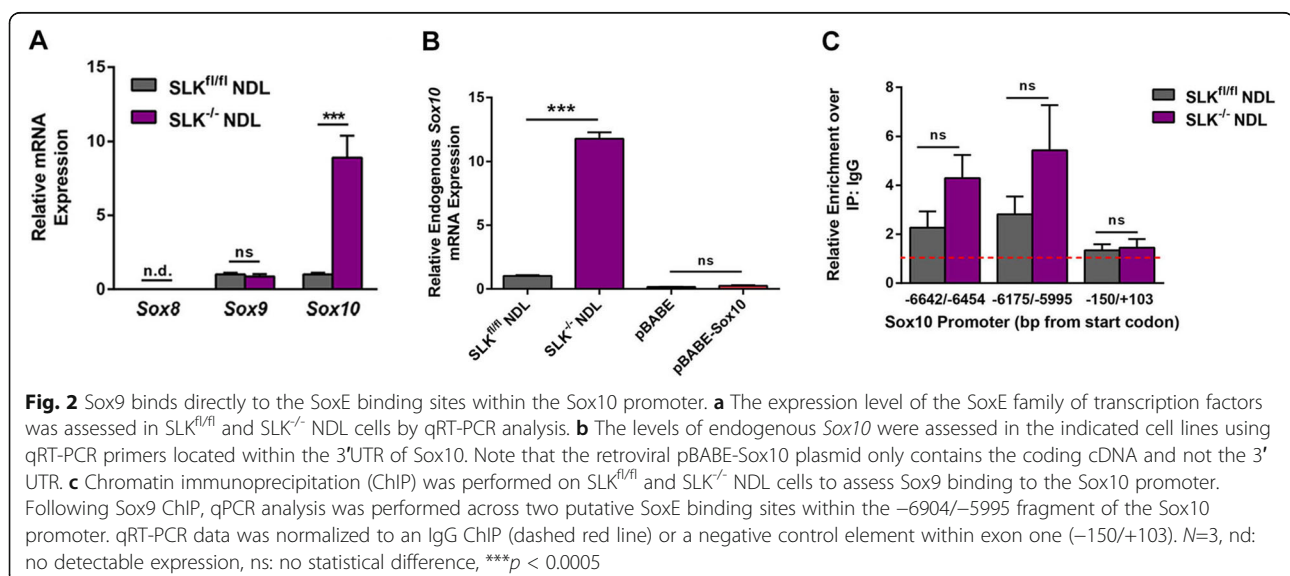 A
Relative mRNA
Expression
15
10
5
0
SLK^fl/fl NDL
SLK^-/- NDL
n.d.
ns
***
Sox8
Sox9
Sox10
B
Relative Endogenous Sox10
mRNA Expression
15
10
5
0
***
ns
SLK^fl/fl NDL
SLK^-/- NDL
pBABE
pBABE-Sox10
C
Relative Enrichment over
IP: IgG
8
6
4
2
0
ns
ns
ns
SLK^fl/fl NDL
SLK^-/- NDL
-6642/-6454
-6175/-5995
-150/+103
Sox10 Promoter (bp from start codon)
Fig. 2 Sox9 binds directly to the SoxE binding sites within the Sox10 promoter. a The expression level of the SoxE family of transcription factors
was assessed in SLK^fl/fl and SLK^-/- NDL cells by qRT-PCR analysis. b The levels of endogenous Sox10 were assessed in the indicated cell lines using
qRT-PCR primers located within the 3′UTR of Sox10. Note that the retroviral pBABE-Sox10 plasmid only contains the coding cDNA and not the 3′
UTR. c Chromatin immunoprecipitation (ChIP) was performed on SLK^fl/fl and SLK^-/- NDL cells to assess Sox9 binding to the Sox10 promoter.
Following Sox9 ChIP, qPCR analysis was performed across two putative SoxE binding sites within the −6904/−5995 fragment of the Sox10
promoter. qRT-PCR data was normalized to an IgG ChIP (dashed red line) or a negative control element within exon one (−150/+103). N=3, nd:
no detectable expression, ns: no statistical difference, ***p < 0.0005